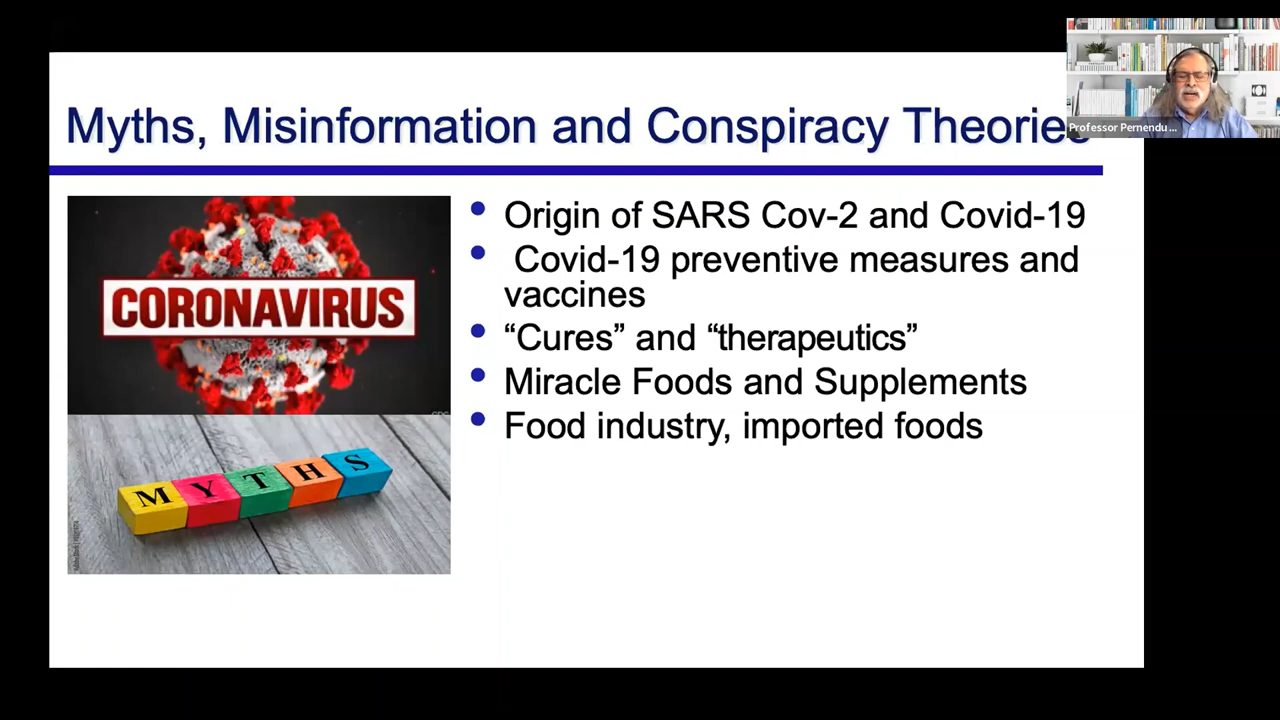 Myths, Misinformation and Conspiracy Theories
Professor Pernendu ...
CORONAVIRUS
MYTHS
• Origin of SARS Cov-2 and Covid-19
• Covid-19 preventive measures and
vaccines
• “Cures” and “therapeutics”
• Miracle Foods and Supplements
• Food industry, imported foods